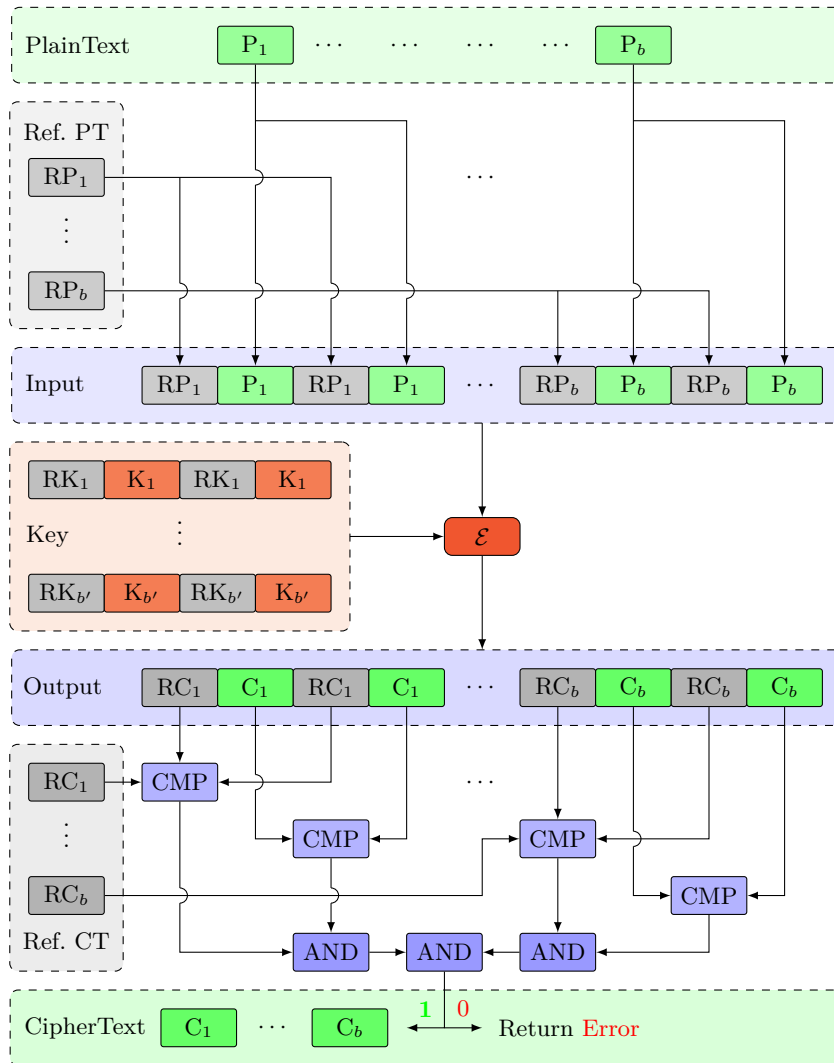 PlainText P₁ ⋯ ⋯ ⋯ ⋯ P_b
Ref. PT
RP₁ ⋯
⋮
RP_b
Input RP₁ P₁ RP₁ P₁ ⋯ RP_b P_b RP_b P_b
RK₁ K₁ RK₁ K₁
Key ⋮ ℰ
RK_b′ K_b′ RK_b′ K_b′
Output RC₁ C₁ RC₁ C₁ ⋯ RC_b C_b RC_b C_b
RC₁ CMP ⋯
⋮ CMP CMP
RC_b CMP
Ref. CT AND AND AND
1 0
CipherText C₁ ⋯ C_b Return Error